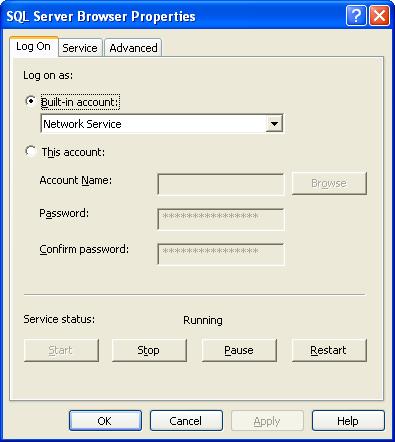 SQL Server Browser Properties
Log On Service Advanced
Log on as:
Built-in account:
Network Service
This account:
Account Name:
Browse
Password:
****************
Confirm password:
****************
Service status: Running
Start Stop Pause Restart
OK Cancel Apply Help